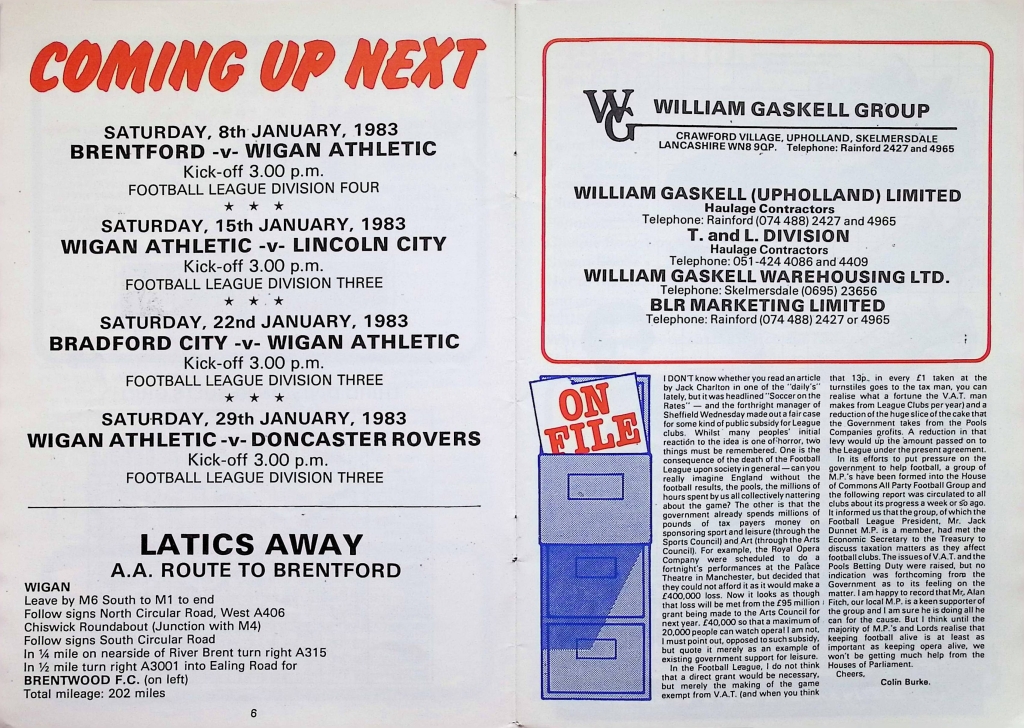 COMING UP NEXT
SATURDAY, 8th JANUARY, 1983
BRENTFORD -v- WIGAN ATHLETIC
Kick-off 3.00 p.m.
FOOTBALL LEAGUE DIVISION FOUR
★ ★ ★
SATURDAY, 15th JANUARY, 1983
WIGAN ATHLETIC -v- LINCOLN CITY
Kick-off 3.00 p.m.
FOOTBALL LEAGUE DIVISION THREE
★ ★ ★
SATURDAY, 22nd JANUARY, 1983
BRADFORD CITY -v- WIGAN ATHLETIC
Kick-off 3.00 p.m.
FOOTBALL LEAGUE DIVISION THREE
★ ★ ★
SATURDAY, 29th JANUARY, 1983
WIGAN ATHLETIC -v- DONCASTER ROVERS
Kick-off 3.00 p.m.
FOOTBALL LEAGUE DIVISION THREE
LATICS AWAY
A.A. ROUTE TO BRENTFORD
WIGAN
Leave by M6 South to M1 to end
Follow signs North Circular Road, West A406
Chiswick Roundabout (Junction with M4)
Follow signs South Circular Road
In ¼ mile on nearside of River Brent turn right A315
In ½ mile turn right A3001 into Ealing Road for
BRENTWOOD F.C. (on left)
Total mileage: 202 miles
6
WG
WILLIAM GASKELL GROUP
CRAWFORD VILLAGE, UPHOLLAND, SKELMERSDALE
LANCASHIRE WN8 9QP. Telephone: Rainford 2427 and 4965
WILLIAM GASKELL (UPHOLLAND) LIMITED
Haulage Contractors
Telephone: Rainford (074 488) 2427 and 4965
T. and L. DIVISION
Haulage Contractors
Telephone: 051-424 4086 and 4409
WILLIAM GASKELL WAREHOUSING LTD.
Telephone: Skelmersdale (0695) 23656
BLR MARKETING LIMITED
Telephone: Rainford (074 488) 2427 or 4965
ON
FILE
I DON'T know whether you read an article
by Jack Charlton in one of the "daily's"
lately, but it was headlined "Soccer on the
Rates" — and the forthright manager of
Sheffield Wednesday made out a fair case
for some kind of public subsidy for League
clubs. Whilst many peoples' initial
reaction to the idea is one of horror, two
things must be remembered. One is the
consequence of the death of the Football
League upon society in general — can you
really imagine England without the
football results, the pools, the millions of
hours spent by us all collectively nattering
about the game? The other is that the
government already spends millions of
pounds of tax payers money on
sponsoring sport and leisure (through the
Sports Council) and Art (through the Arts
Council). For example, the Royal Opera
Company were scheduled to do a
fortnight's performances at the Palace
Theatre in Manchester, but decided that
they could not afford it as it would make a
£400,000 loss. Now it looks as though
that loss will be met from the £95 million
grant being made to the Arts Council for
next year. £40,000 so that a maximum of
20,000 people can watch opera! I am not,
I must point out, opposed to such subsidy,
but quote it merely as an example of
existing government support for leisure.
In the Football League, I do not think
that a direct grant would be necessary,
but merely the making of the game
exempt from V.A.T. (and when you think
that 13p. in every £1 taken at the
turnstiles goes to the tax man, you can
realise what a fortune the V.A.T. man
makes from League Clubs per year) and a
reduction of the huge slice of the cake that
the Government takes from the Pools
Companies profits. A reduction in that
levy would up the amount passed on to
the League under the present agreement.
In its efforts to put pressure on the
government to help football, a group of
M.P.'s have been formed into the House
of Commons All Party Football Group and
the following report was circulated to all
clubs about its progress a week or so ago.
It informed us that the group, of which the
Football League President, Mr. Jack
Dunnet M.P. is a member, had met the
Economic Secretary to the Treasury to
discuss taxation matters as they affect
football clubs. The issues of V.A.T. and the
Pools Betting Duty were raised, but no
indication was forthcoming from the
Government as to its feeling on the
matter. I am happy to record that Mr. Alan
Fitch, our local M.P. is a keen supporter of
the group and I am sure he is doing all he
can for the cause. But I think until the
majority of M.P.'s and Lords realise that
keeping football alive is at least as
important as keeping opera alive, we
won't be getting much help from the
Houses of Parliament.
Cheers,
Colin Burke.